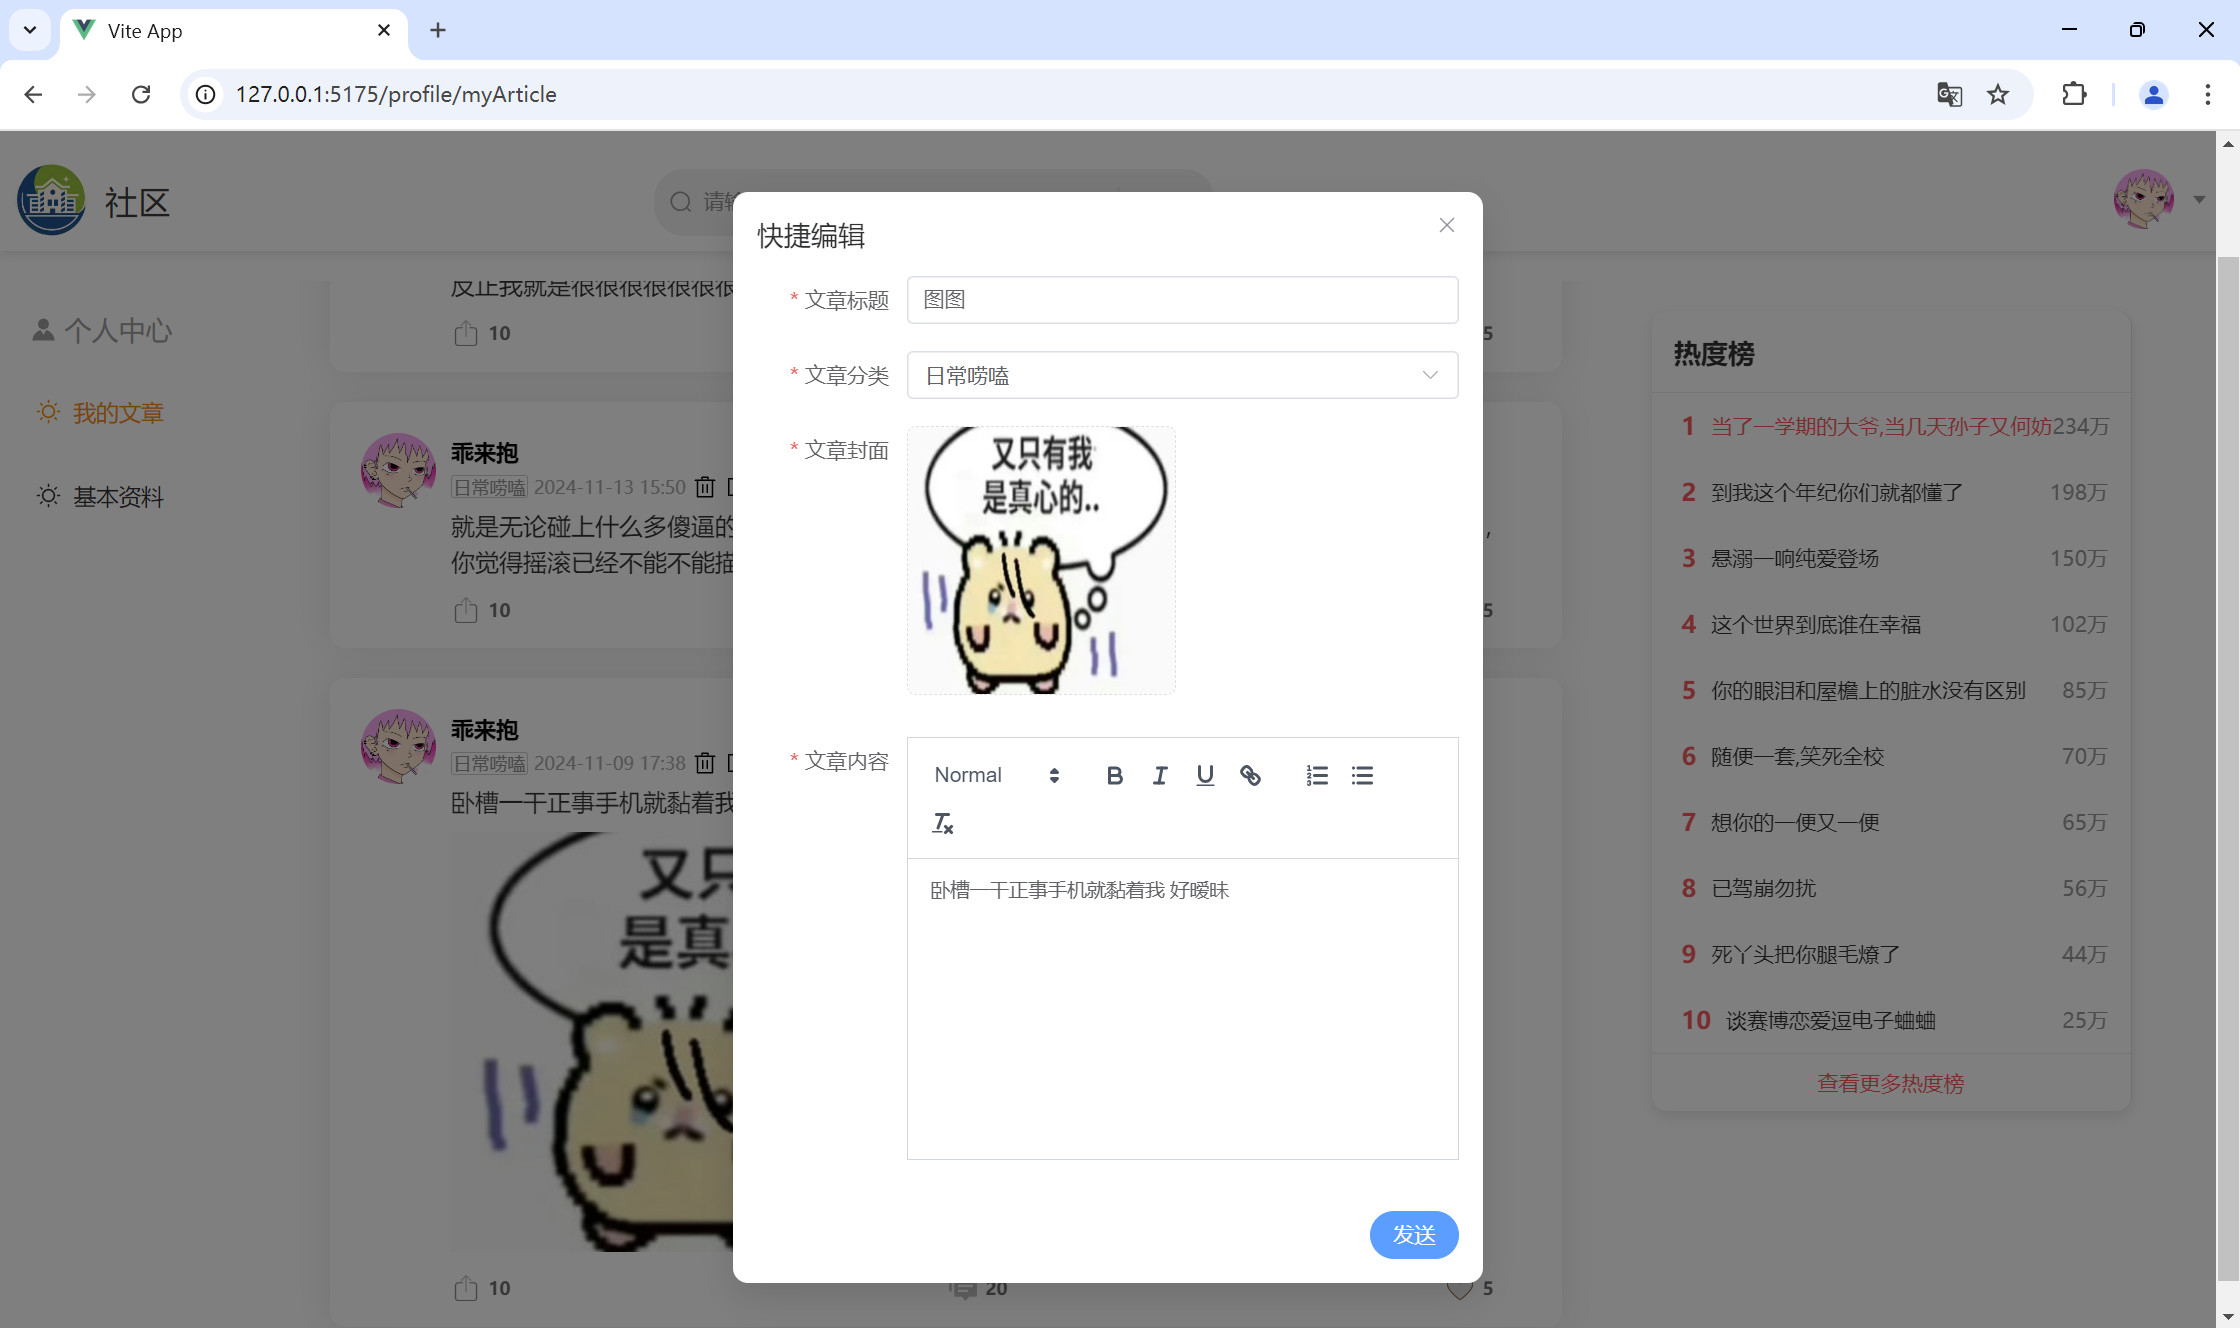 Vite App
127.0.0.1:5175/profile/myArticle
社区
请输
个人中心
我的文章
基本资料
反正我就是很很很很很很很
10
5
乖来抱
日常唠嗑 2024-11-13 15:50
就是无论碰上什么多傻逼的
,
你觉得摇滚已经不能不能描
10
5
乖来抱
日常唠嗑 2024-11-09 17:38
卧槽一干正事手机就黏着我
又只
是真
10
20
5
快捷编辑
* 文章标题
图图
* 文章分类
日常唠嗑
* 文章封面
又只有我
是真心的..
* 文章内容
Normal
卧槽一干正事手机就黏着我 好暧昧
发送
热度榜
1 当了一学期的大爷,当几天孙子又何妨234万
2 到我这个年纪你们就都懂了 198万
3 悬溺一响纯爱登场 150万
4 这个世界到底谁在幸福 102万
5 你的眼泪和屋檐上的脏水没有区别 85万
6 随便一套,笑死全校 70万
7 想你的一便又一便 65万
8 已驾崩勿扰 56万
9 死丫头把你腿毛燎了 44万
10 谈赛博恋爱逗电子蛐蛐 25万
查看更多热度榜